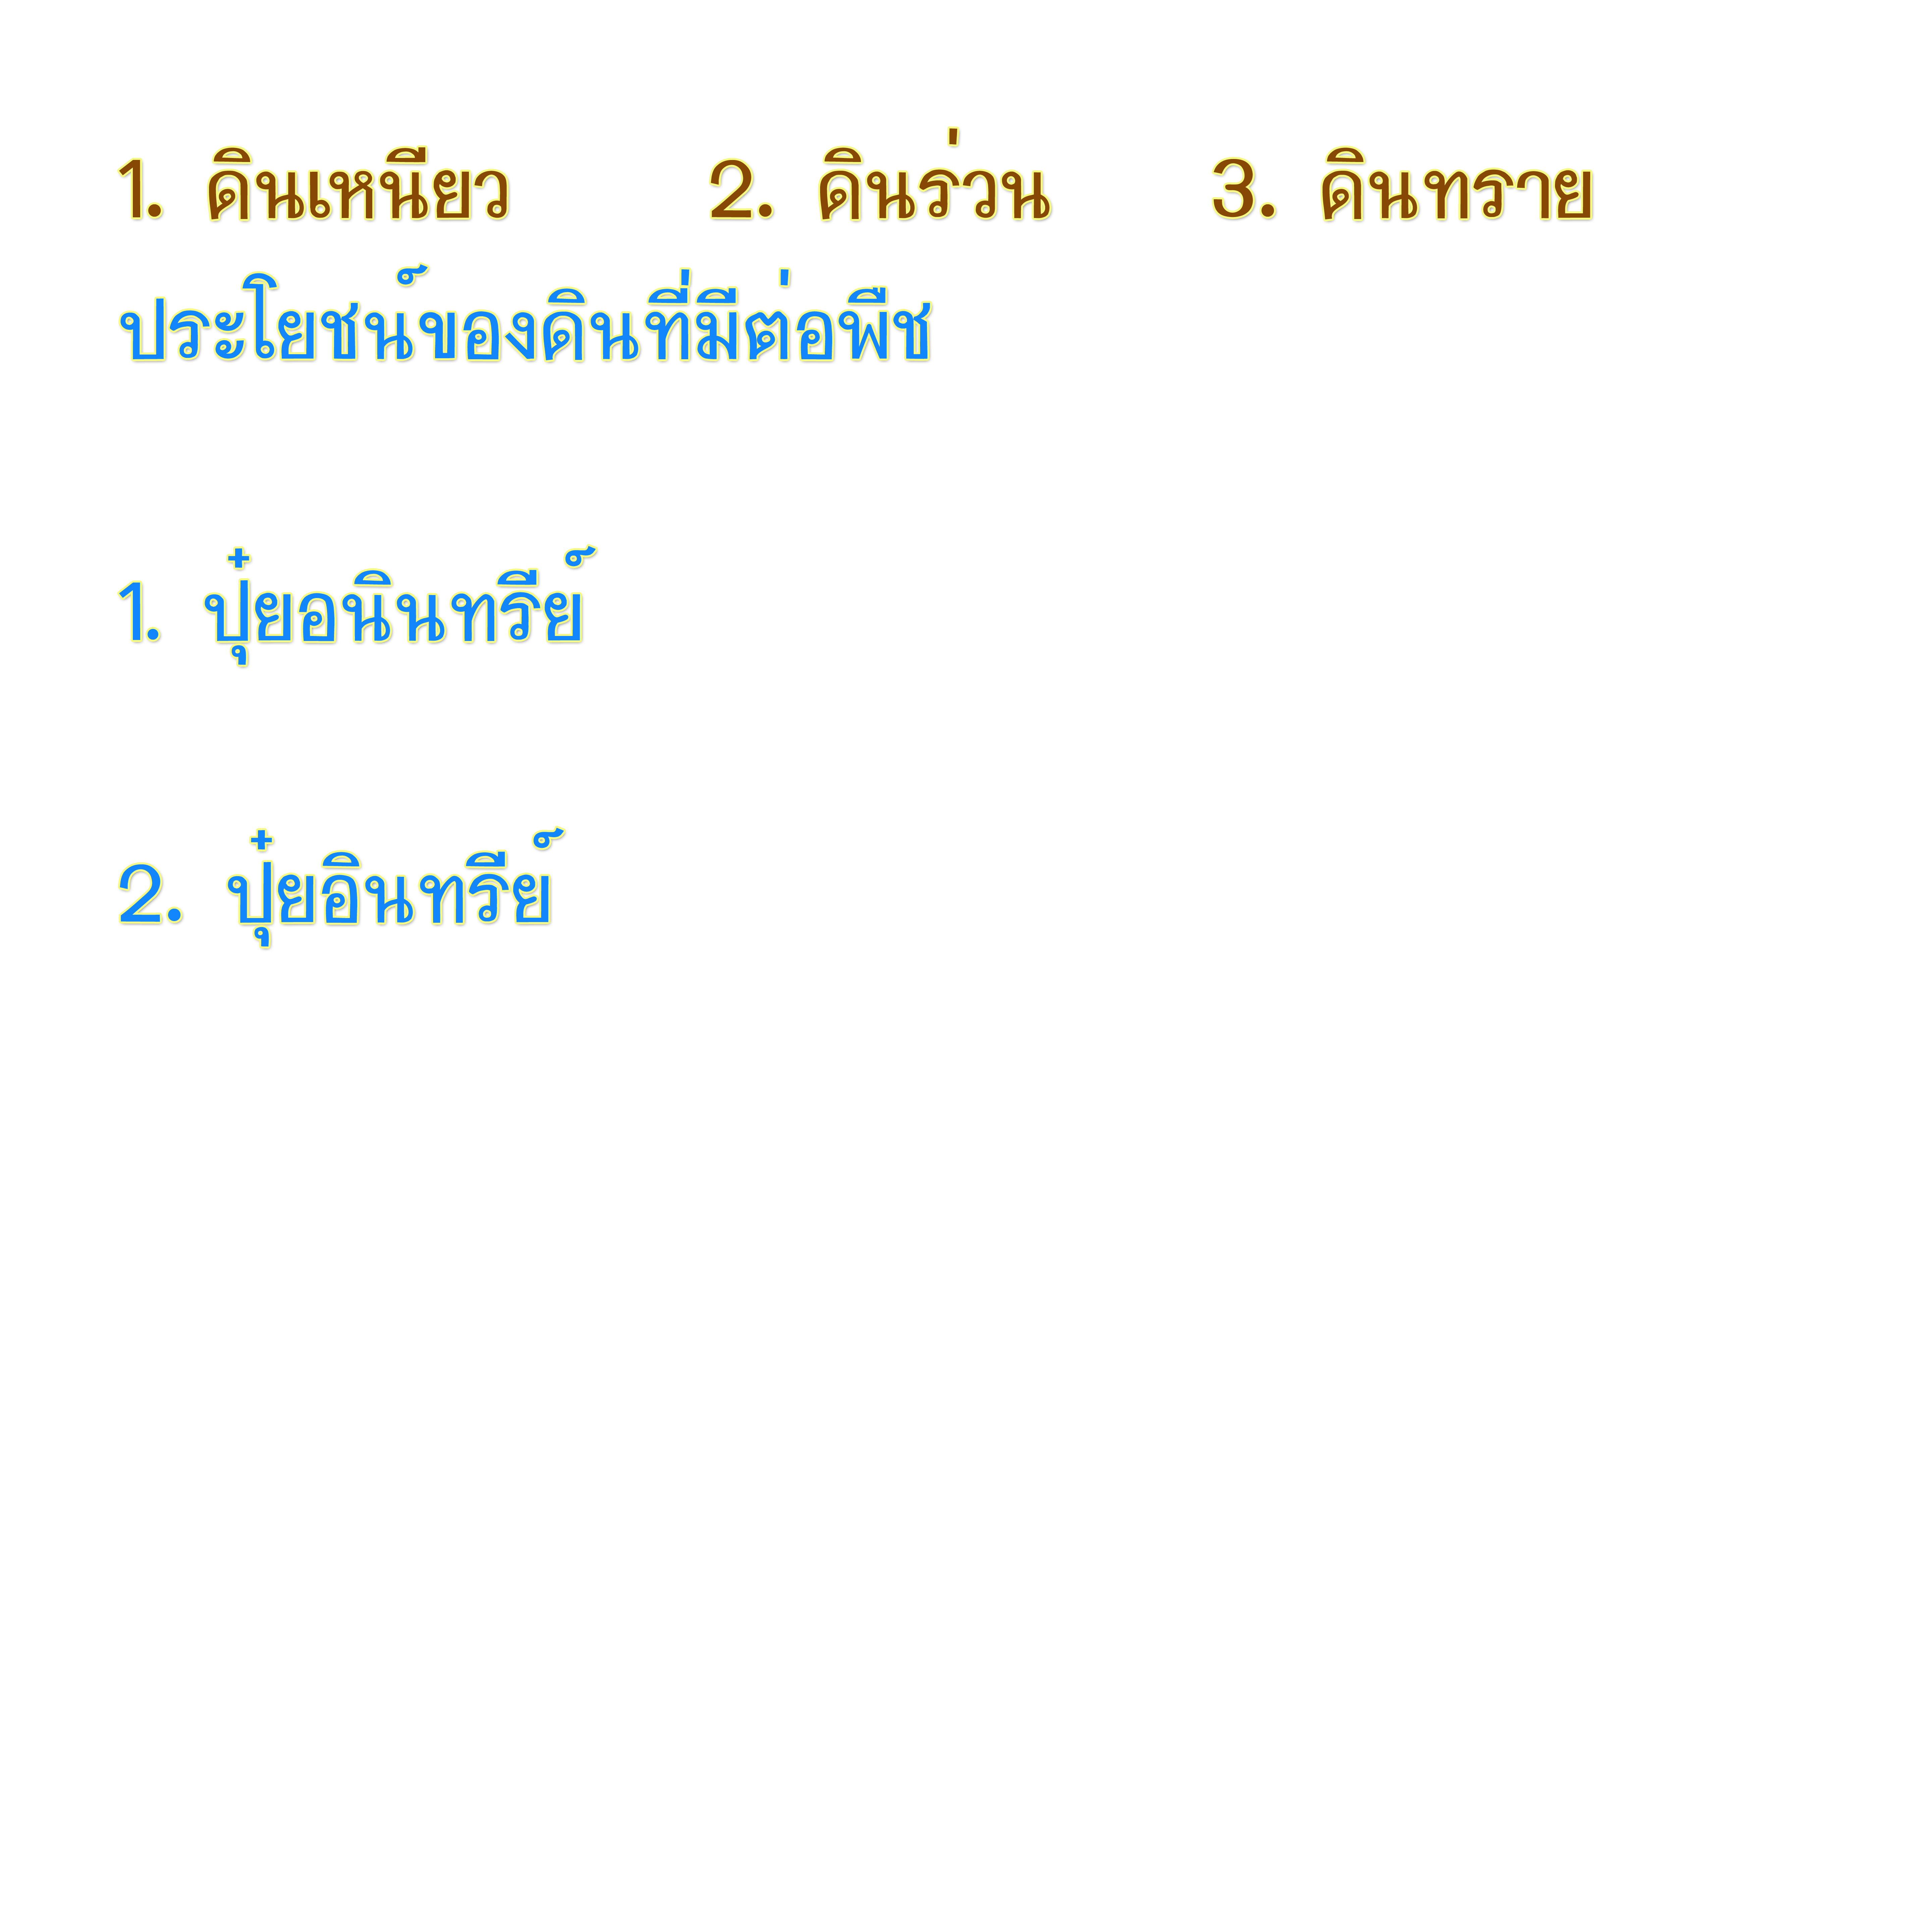 1. ดินเหนียว 2. ดินร่วน 3. ดินทราย
ประโยชน์ของดินที่มีต่อพืช
1. ปุ๋ยอนินทรีย์
2. ปุ๋ยอินทรีย์